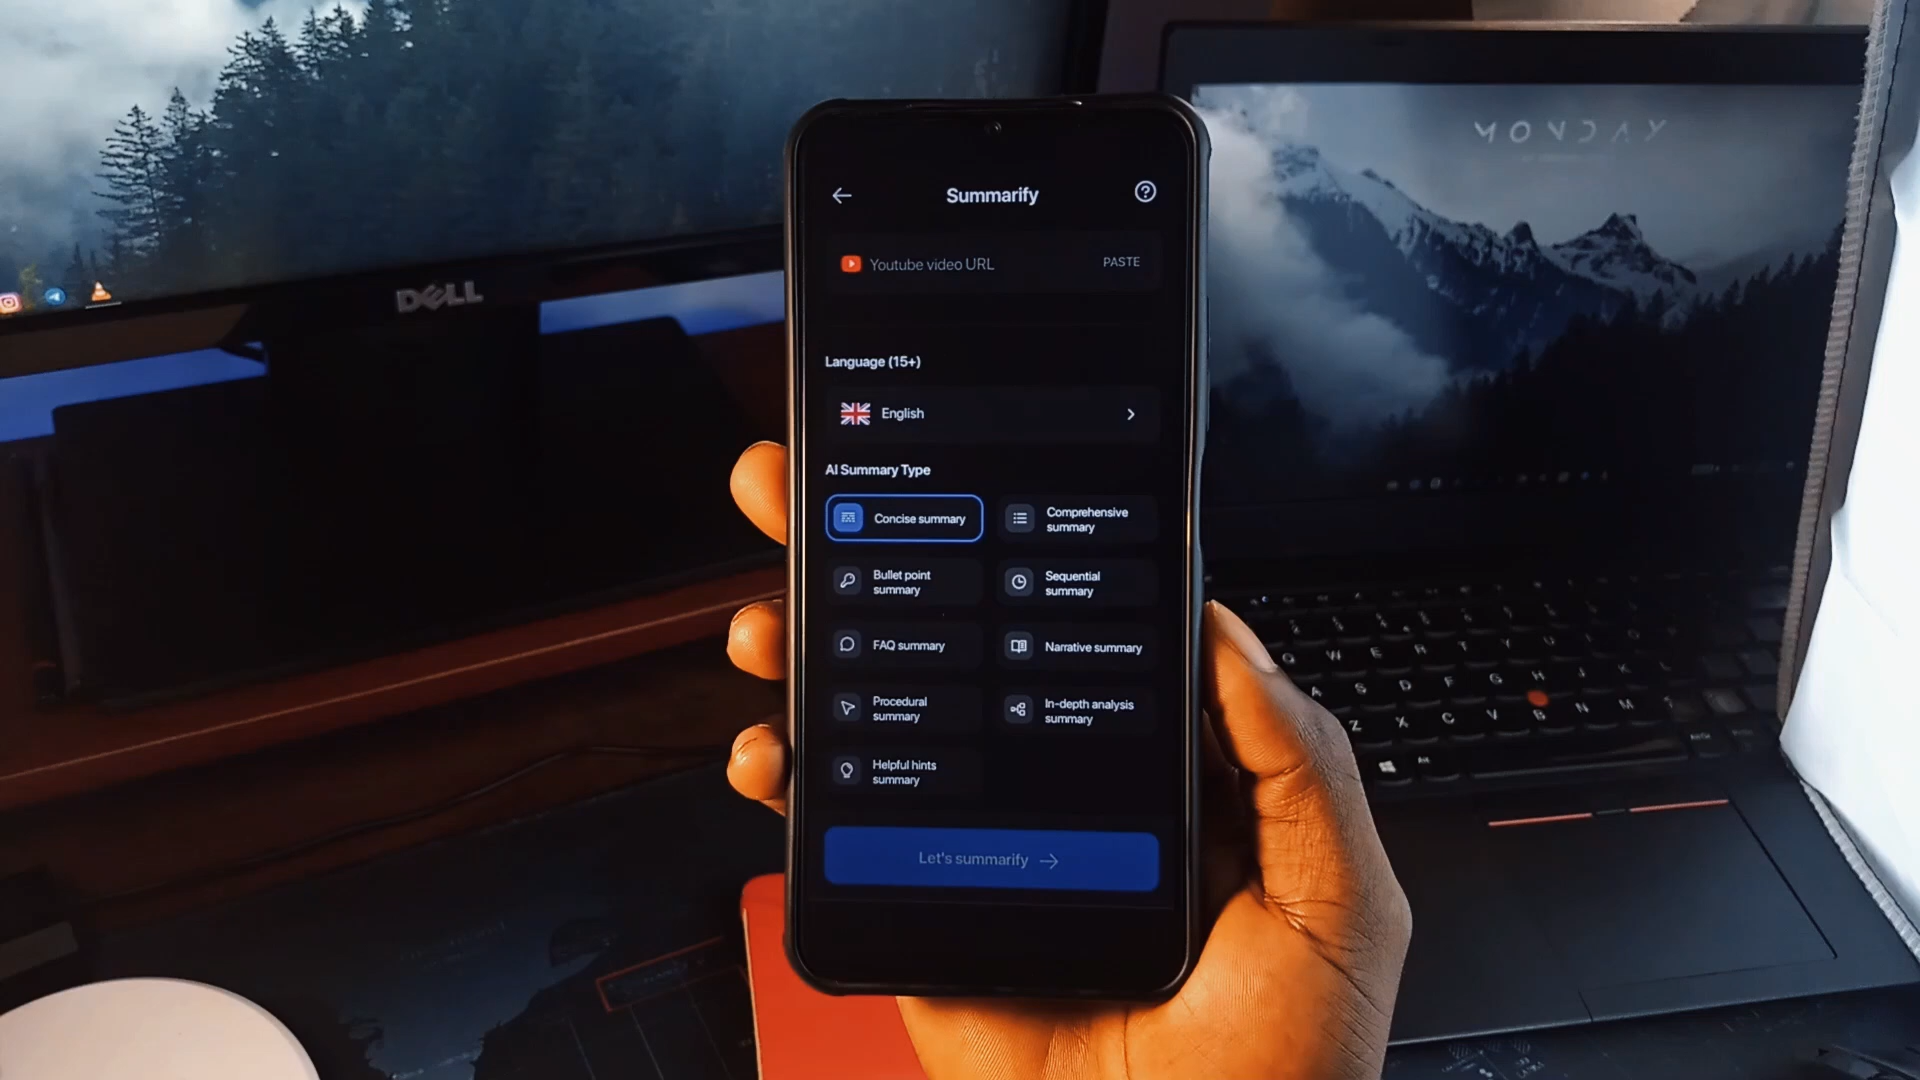 DELL
MONDAY
Summarify
Youtube video URL
PASTE
Language (15+)
English
AI Summary Type
Concise summary
Comprehensive
summary
Bullet point
summary
Sequential
summary
FAQ summary
Narrative summary
Procedural
summary
In-depth analysis
summary
Helpful hints
summary
Let's summarify
Q W E R T Y U I O P
A S D F G H J K L
Z X C V B N M